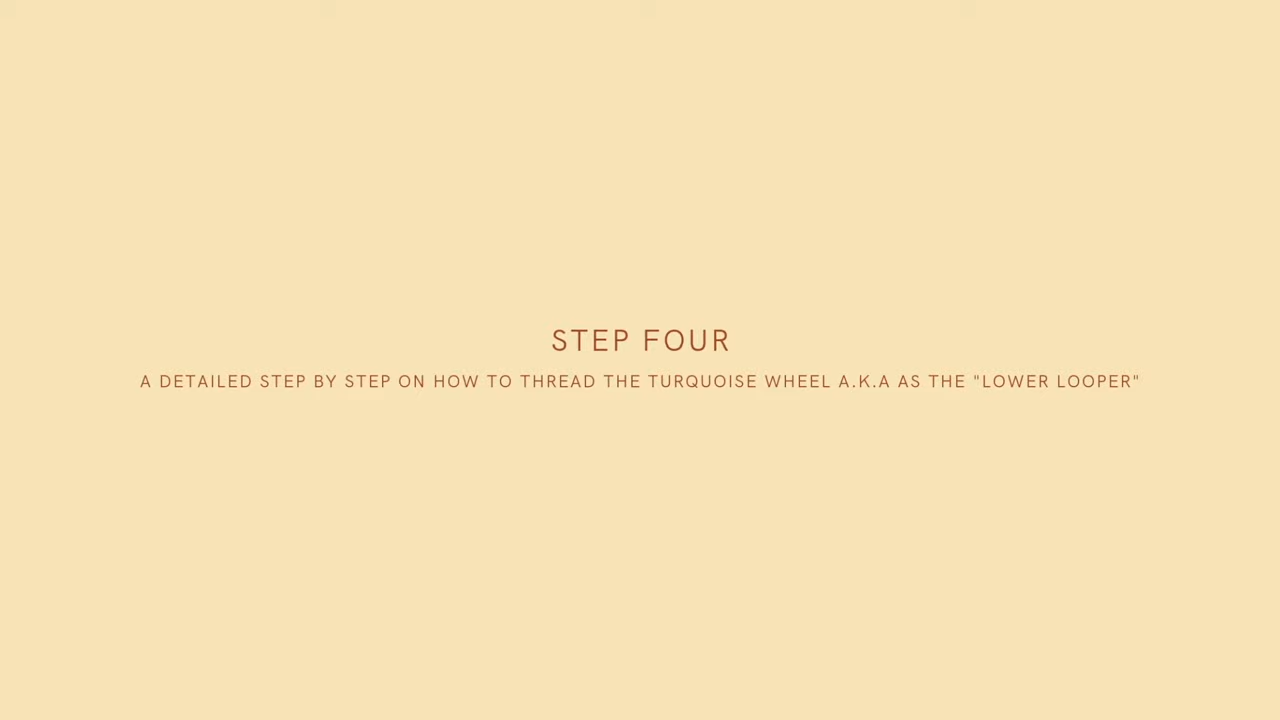 STEP FOUR
A DETAILED STEP BY STEP ON HOW TO THREAD THE TURQUOISE WHEEL A.K.A AS THE "LOWER LOOPER"